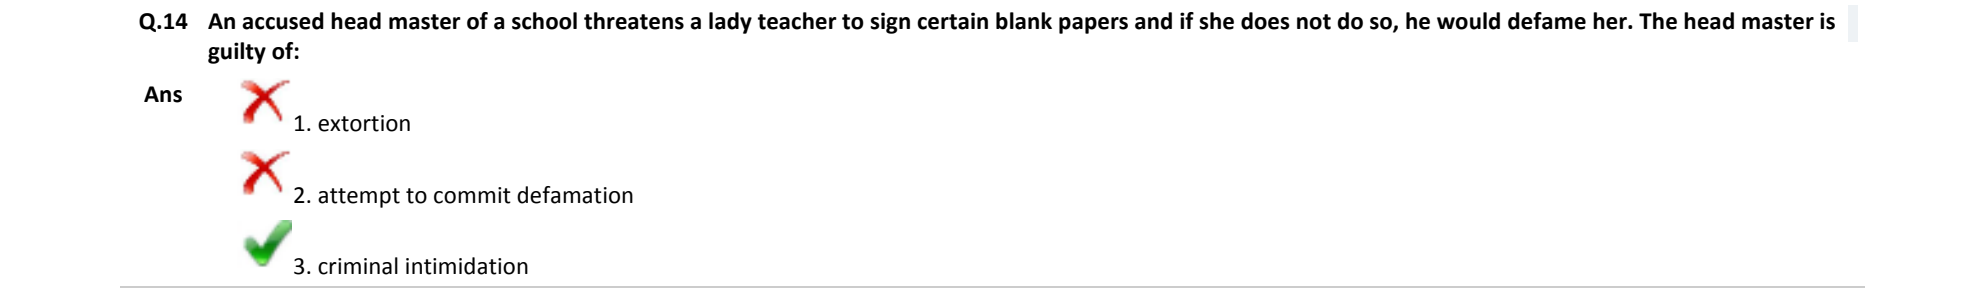 Q.14 An accused head master of a school threatens a lady teacher to sign certain blank papers and if she does not do so, he would defame her. The head master is
guilty of:
Ans
1. extortion
2. attempt to commit defamation
3. criminal intimidation